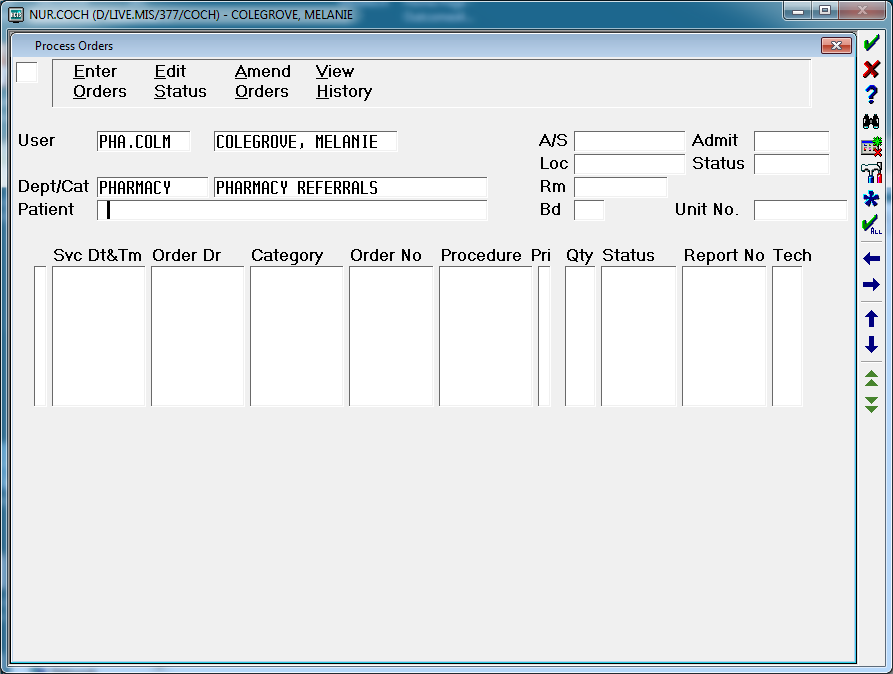 NUR.COCH (D/LIVE.MIS/377/COCH) - COLEGROVE, MELANIE
Process Orders
Enter Edit Amend View
Orders Status Orders History
User PHA.COLM COLEGROVE, MELANIE A/S Admit
Loc Status
Dept/Cat PHARMACY PHARMACY REFERRALS Rm
Patient Bd Unit No.
Svc Dt&Tm Order Dr Category Order No Procedure Pri Qty Status Report No Tech
ALL